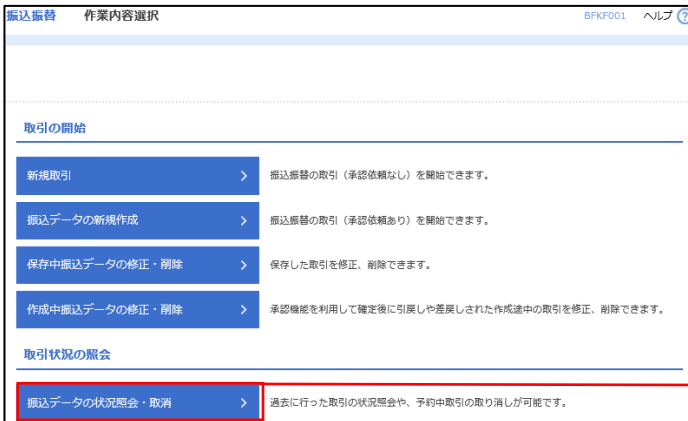 振込振替 作業内容選択 BFKF001 ヘルプ ?
取引の開始
新規取引 振込振替の取引（承認依頼なし）を開始できます。
振込データの新規作成 振込振替の取引（承認依頼あり）を開始できます。
保存中振込データの修正・削除 保存した取引を修正、削除できます。
作成中振込データの修正・削除 承認機能を利用して確定後に引戻しや差戻しされた作成途中の取引を修正、削除できます。
取引状況の照会
振込データの状況照会・取消 過去に行った取引の状況照会や、予約中取引の取り消しが可能です。